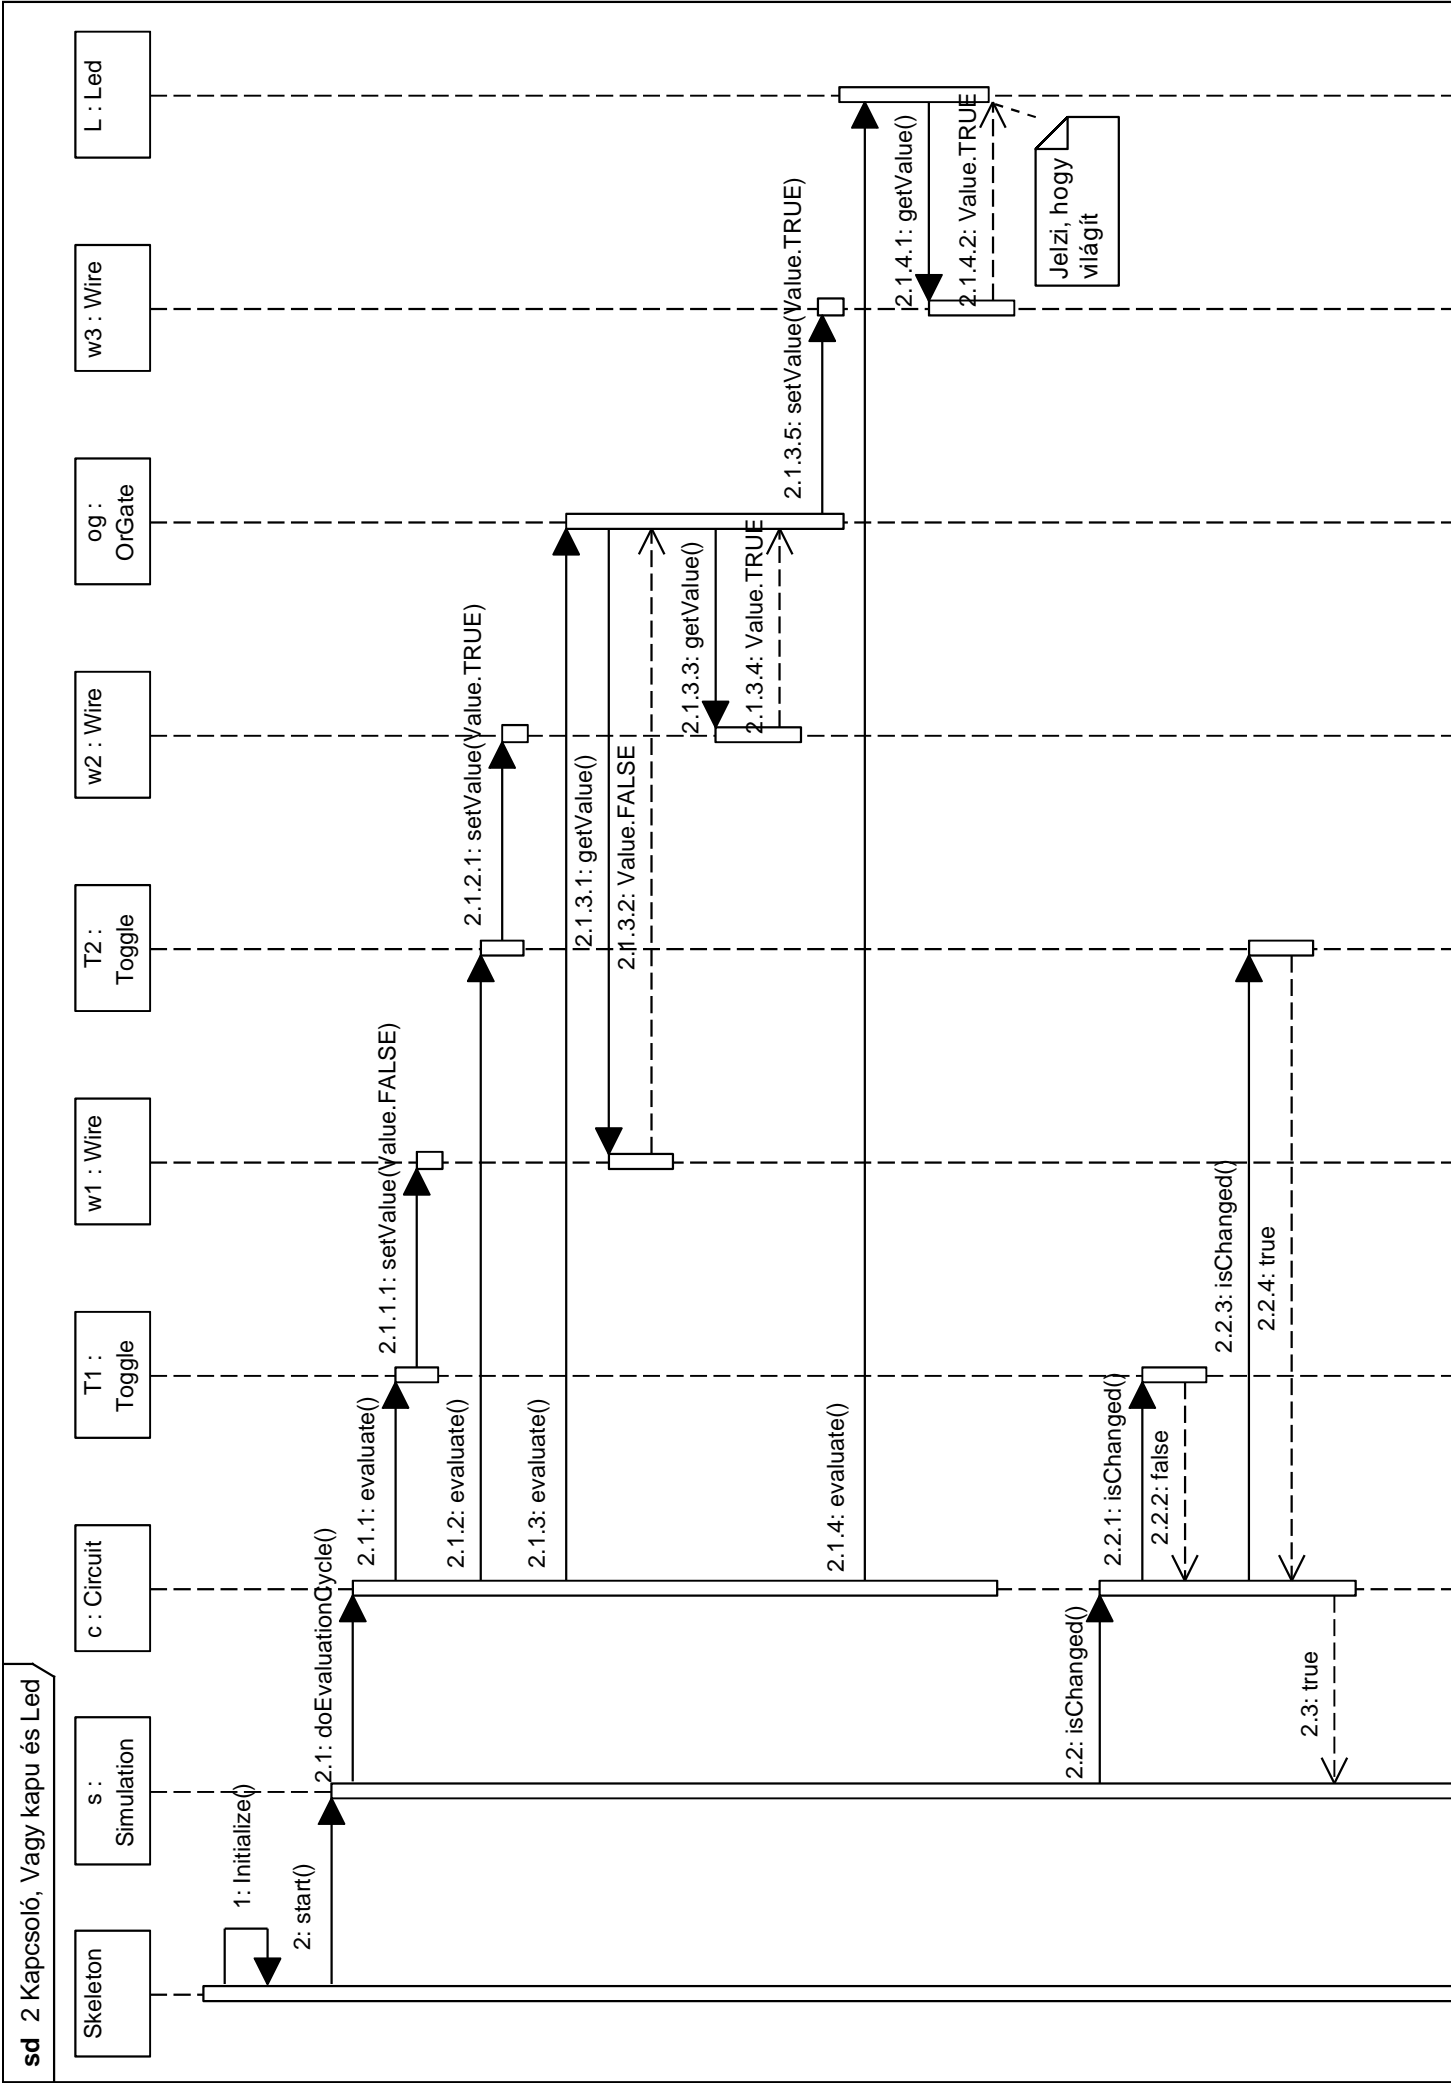 sd 2 Kapcsoló, Vagy kapu és Led
Skeleton
s :
Simulation
c : Circuit
T1 :
Toggle
w1 : Wire
T2 :
Toggle
w2 : Wire
og :
OrGate
w3 : Wire
L : Led
1: Initialize()
2: start()
2.1: doEvaluationCycle()
2.1.1: evaluate()
2.1.1.1: setValue(Value.FALSE)
2.1.2: evaluate()
2.1.2.1: setValue(Value.TRUE)
2.1.3: evaluate()
2.1.3.1: getValue()
2.1.3.2: Value.FALSE
2.1.3.3: getValue()
2.1.3.4: Value.TRUE
2.1.3.5: setValue(Value.TRUE)
2.1.4: evaluate()
2.1.4.1: getValue()
2.1.4.2: Value.TRUE
Jelzi, hogy
világít
2.2: isChanged()
2.2.1: isChanged()
2.2.2: false
2.2.3: isChanged()
2.2.4: true
2.3: true